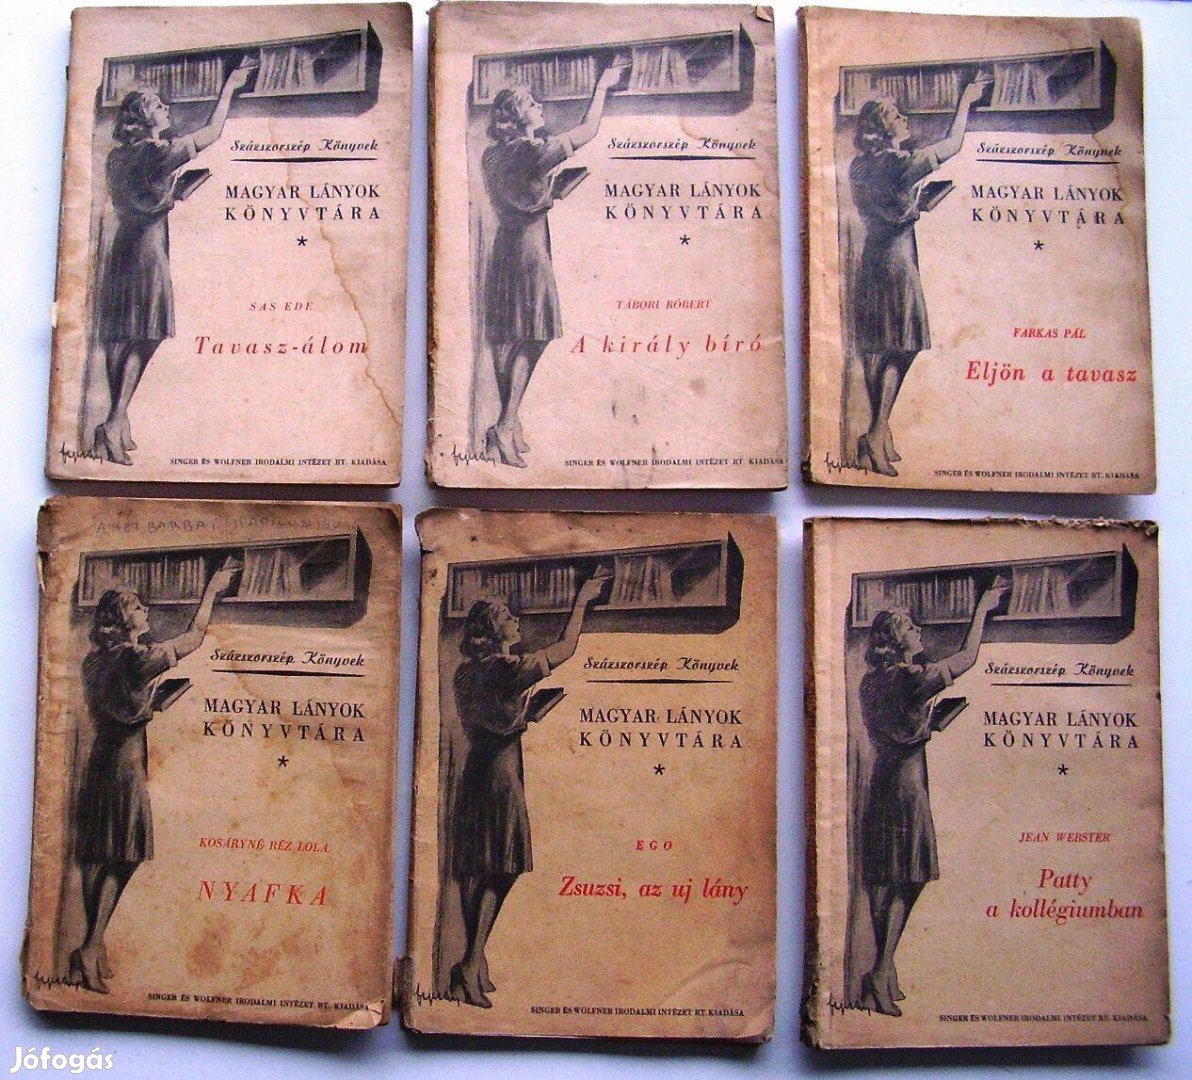 Százszorszép Könyvek
MAGYAR LÁNYOK
KÖNYVTÁRA
*
SAS EDE
Tavasz-álom
SINGER ÉS WOLFNER IRODALMI INTÉZET RT. KIADÁSA
Százszorszép Könyvek
MAGYAR LÁNYOK
KÖNYVTÁRA
*
TÁBORI RÓBERT
A király bíró
SINGER ÉS WOLFNER IRODALMI INTÉZET RT. KIADÁSA
Százszorszép Könyvek
MAGYAR LÁNYOK
KÖNYVTÁRA
*
FARKAS PÁL
Eljön a tavasz
SINGER ÉS WOLFNER IRODALMI INTÉZET RT. KIADÁSA
Százszorszép Könyvek
MAGYAR LÁNYOK
KÖNYVTÁRA
*
KOSÁRYNÉ RÉZ LOLA
NYAFKA
SINGER ÉS WOLFNER IRODALMI INTÉZET RT. KIADÁSA
Százszorszép Könyvek
MAGYAR LÁNYOK
KÖNYVTÁRA
*
EGO
Zsuzsi, az uj lány
SINGER ÉS WOLFNER IRODALMI INTÉZET RT. KIADÁSA
Százszorszép Könyvek
MAGYAR LÁNYOK
KÖNYVTÁRA
*
JEAN WEBSTER
Patty
a kollégiumban
SINGER ÉS WOLFNER IRODALMI INTÉZET RT. KIADÁSA
Jófogás